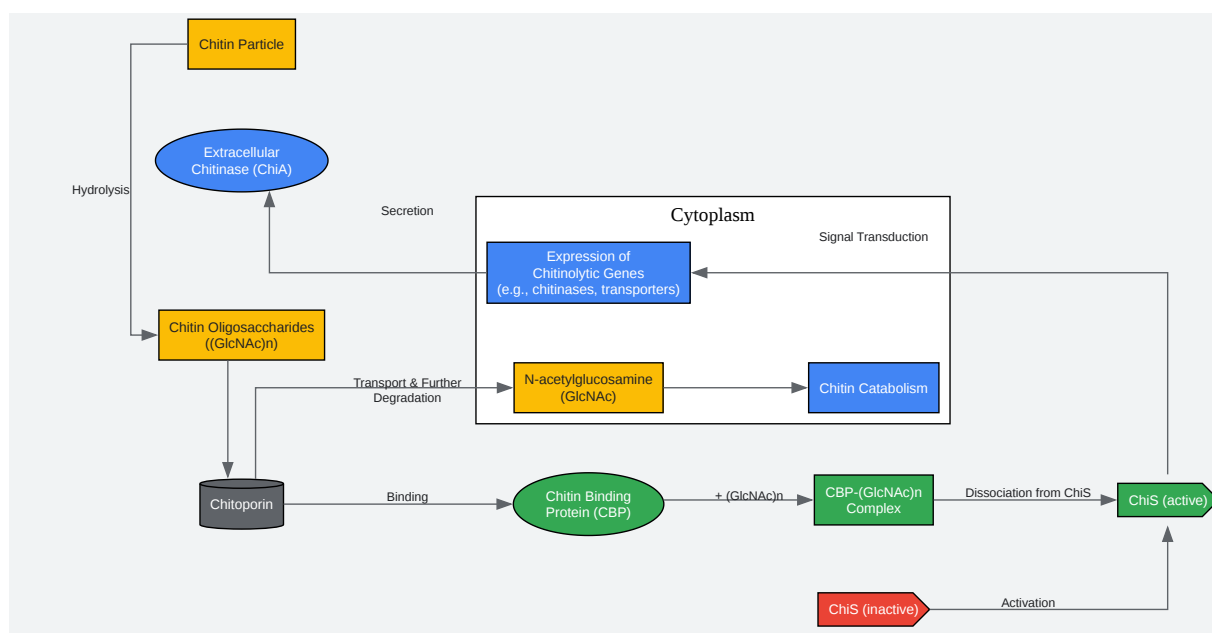 Chitin Particle
Extracellular
Chitinase (ChiA)
Hydrolysis
Secretion
Cytoplasm
Signal Transduction
Expression of
Chitinolytic Genes
(e.g., chitinases, transporters)
Chitin Oligosaccharides
((GlcNAc)n)
Transport & Further
Degradation
N-acetylglucosamine
(GlcNAc)
Chitin Catabolism
Chitoporin
Binding
Chitin Binding
Protein (CBP)
+ (GlcNAc)n
CBP-(GlcNAc)n
Complex
Dissociation from ChiS
ChiS (active)
ChiS (inactive)
Activation